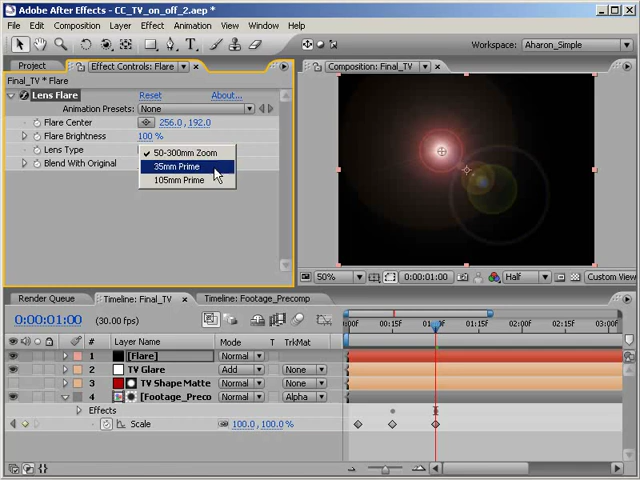 Adobe After Effects - CC_TV_on_off_2.aep *
File Edit Composition Layer Effect Animation View Window Help
Workspace: Aharon_Simple
Project Effect Controls: Flare Composition: Final_TV
Final_TV * Flare
Lens Flare Reset About...
Animation Presets: None
Flare Center 256.0, 192.0
Flare Brightness 100 %
Lens Type 50-300mm Zoom
35mm Prime
105mm Prime
Blend With Original
50% 0:00:01:00 Half Custom View
Render Queue Timeline: Final_TV Timeline: Footage_Precomp
0:00:01:00 (30.00 fps)
:00f 00:15f 01:00f 01:15f 02:00f 02:15f 03:00f
# Layer Name Mode T TrkMat
1 [Flare] Normal
2 TV Glare Add None
3 TV Shape Matte Normal None
4 [Footage_Preco Normal Alpha
Effects
Scale 100.0, 100.0%